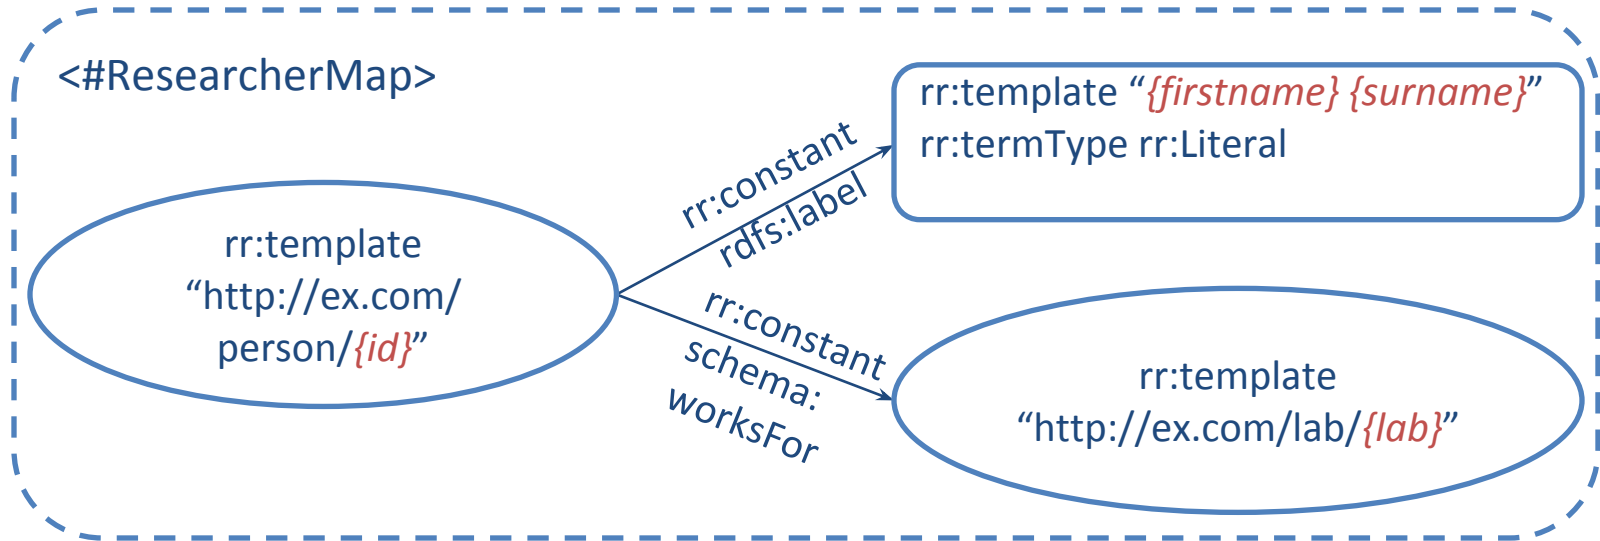 <#ResearcherMap>
rr:template “{firstname} {surname}”
rr:termType rr:Literal
rr:constant
rdfs:label
rr:template
“http://ex.com/
person/{id}”
rr:constant
schema:
worksFor
rr:template
“http://ex.com/lab/{lab}”